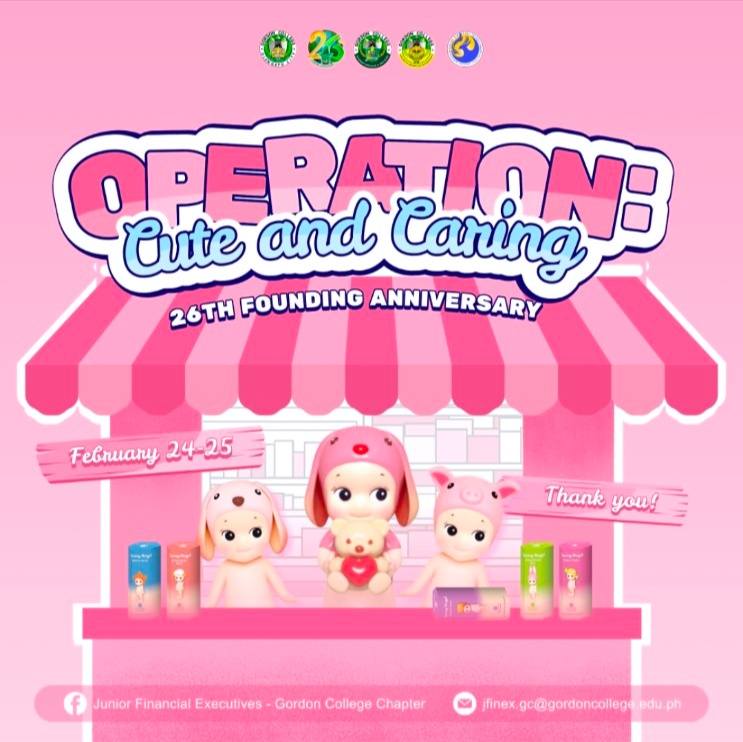 OPERATION:
Cute and Caring
26TH FOUNDING ANNIVERSARY
February 24-25
Thank you!
Junior Financial Executives - Gordon College Chapter
jfinex.gc@gordoncollege.edu.ph